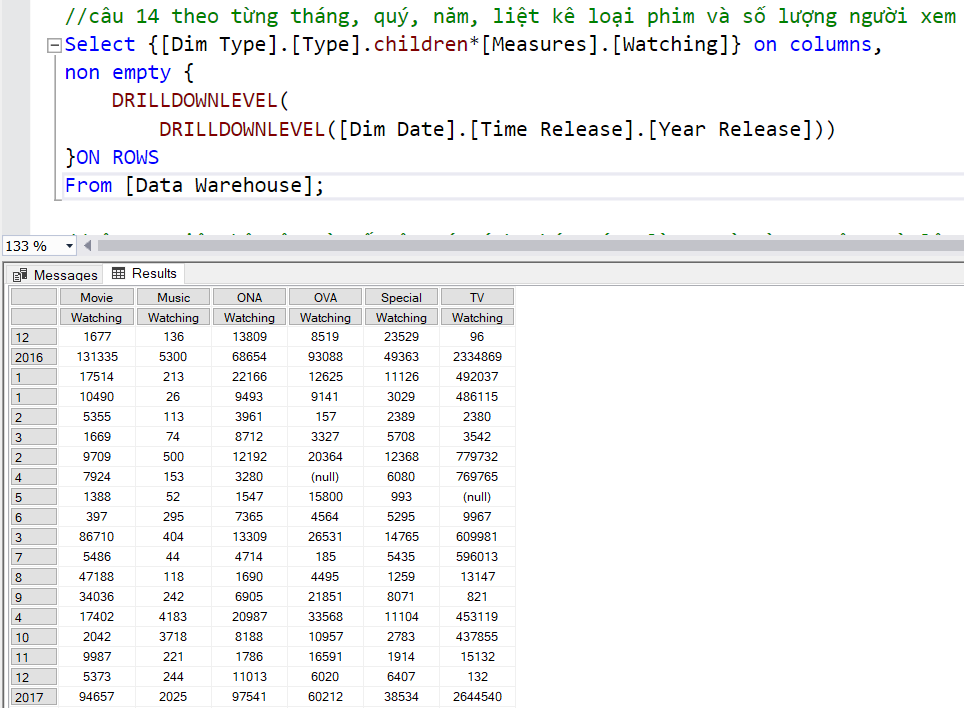 //câu 14 theo từng tháng, quý, năm, liệt kê loại phim và số lượng người xem
Select {[Dim Type].[Type].children*[Measures].[Watching]} on columns,
non empty {
DRILLDOWNLEVEL(
DRILLDOWNLEVEL([Dim Date].[Time Release].[Year Release]))
}ON ROWS
From [Data Warehouse];
133 %
Messages Results
Movie Music ONA OVA Special TV
Watching Watching Watching Watching Watching Watching
12 1677 136 13809 8519 23529 96
2016 131335 5300 68654 93088 49363 2334869
1 17514 213 22166 12625 11126 492037
1 10490 26 9493 9141 3029 486115
2 5355 113 3961 157 2389 2380
3 1669 74 8712 3327 5708 3542
2 9709 500 12192 20364 12368 779732
4 7924 153 3280 (null) 6080 769765
5 1388 52 1547 15800 993 (null)
6 397 295 7365 4564 5295 9967
3 86710 404 13309 26531 14765 609981
7 5486 44 4714 185 5435 596013
8 47188 118 1690 4495 1259 13147
9 34036 242 6905 21851 8071 821
4 17402 4183 20987 33568 11104 453119
10 2042 3718 8188 10957 2783 437855
11 9987 221 1786 16591 1914 15132
12 5373 244 11013 6020 6407 132
2017 94657 2025 97541 60212 38534 2644540